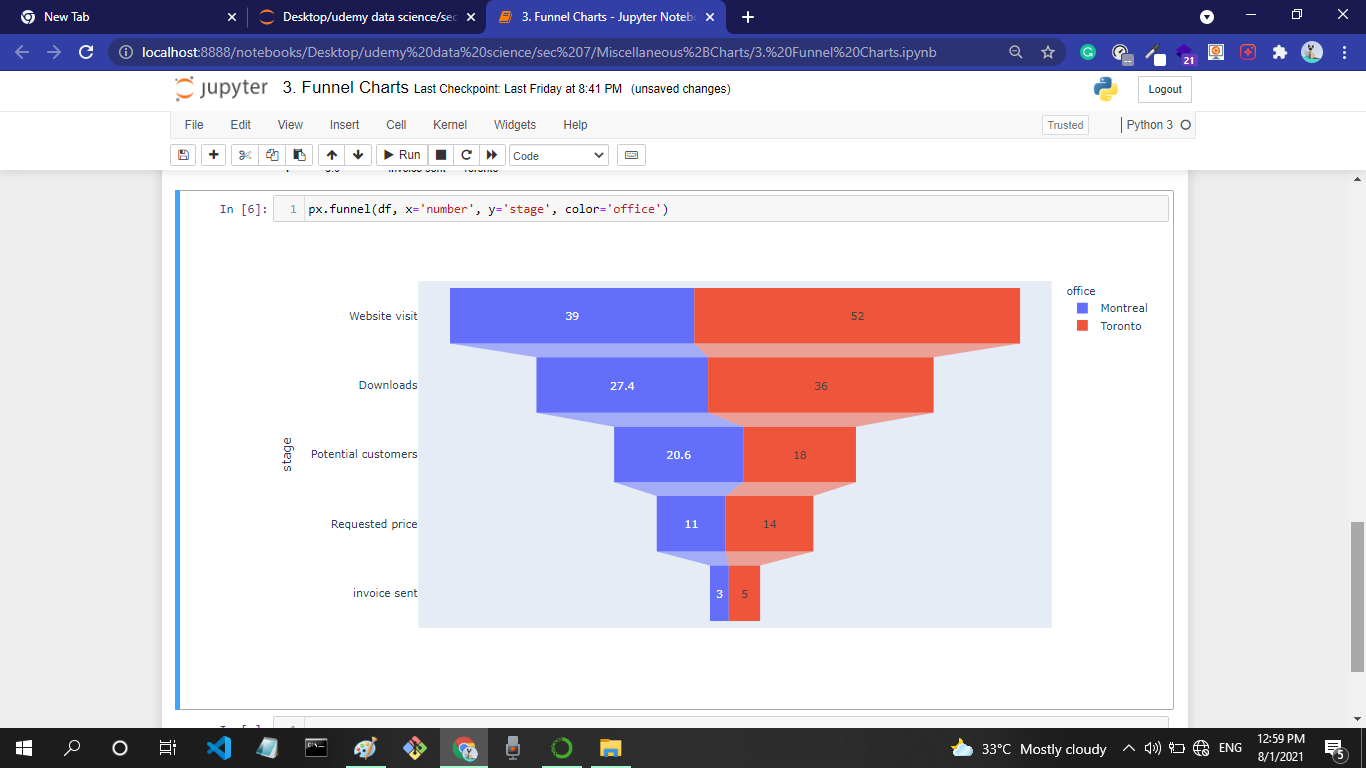 New Tab
Desktop/udemy data science/sec
3. Funnel Charts - Jupyter Noteb
localhost:8888/notebooks/Desktop/udemy%20data%20science/sec%207/Miscellaneous%2BCharts/3.%20Funnel%20Charts.ipynb
21
jupyter 3. Funnel Charts Last Checkpoint: Last Friday at 8:41 PM (unsaved changes)
Logout
File Edit View Insert Cell Kernel Widgets Help
Trusted
Python 3
Run
Code
In [6]:
1 px.funnel(df, x='number', y='stage', color='office')
office
Montreal
Toronto
stage
Website visit 39 52
Downloads 27.4 36
Potential customers 20.6 18
Requested price 11 14
invoice sent 3 5
33°C Mostly cloudy
ENG
12:59 PM
8/1/2021
5